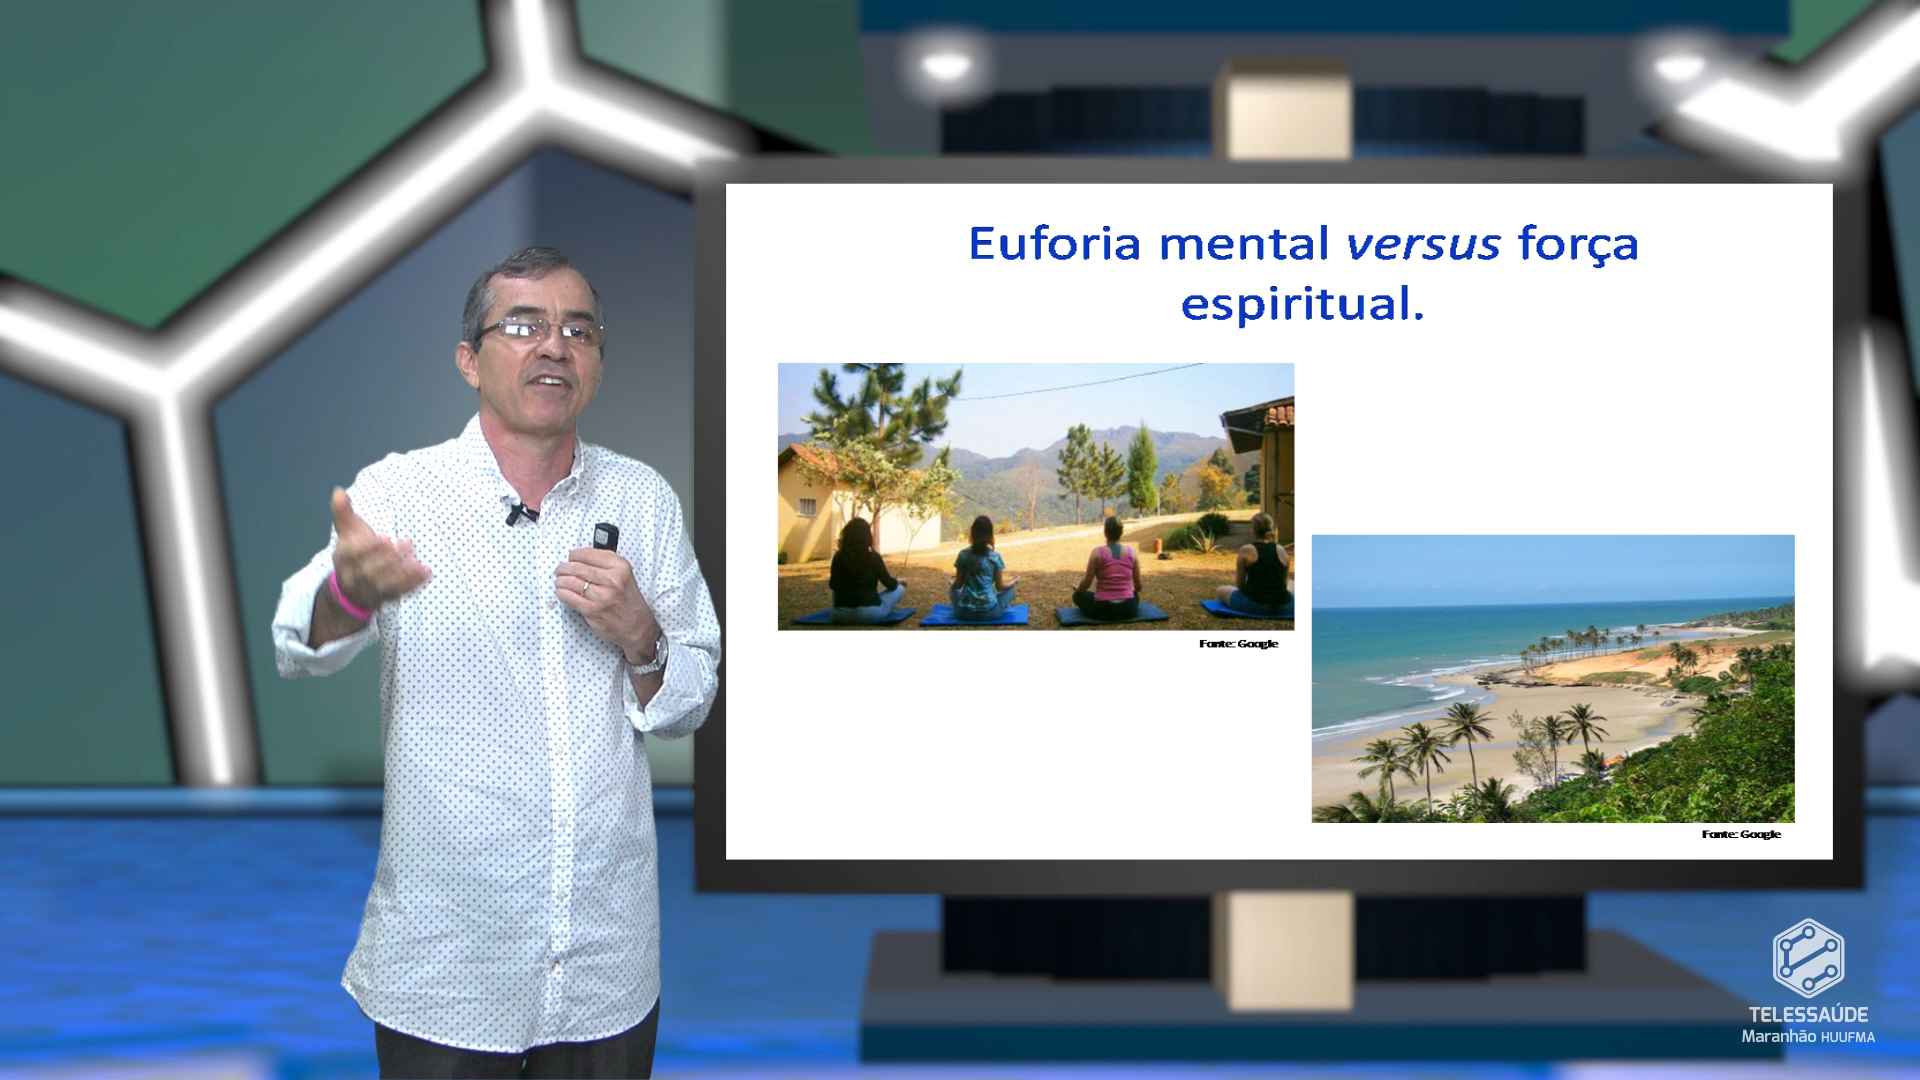 Euforia mental versus força
espiritual.
Fonte: Google
Fonte: Google
TELESSAÚDE
Maranhão HUUFMA